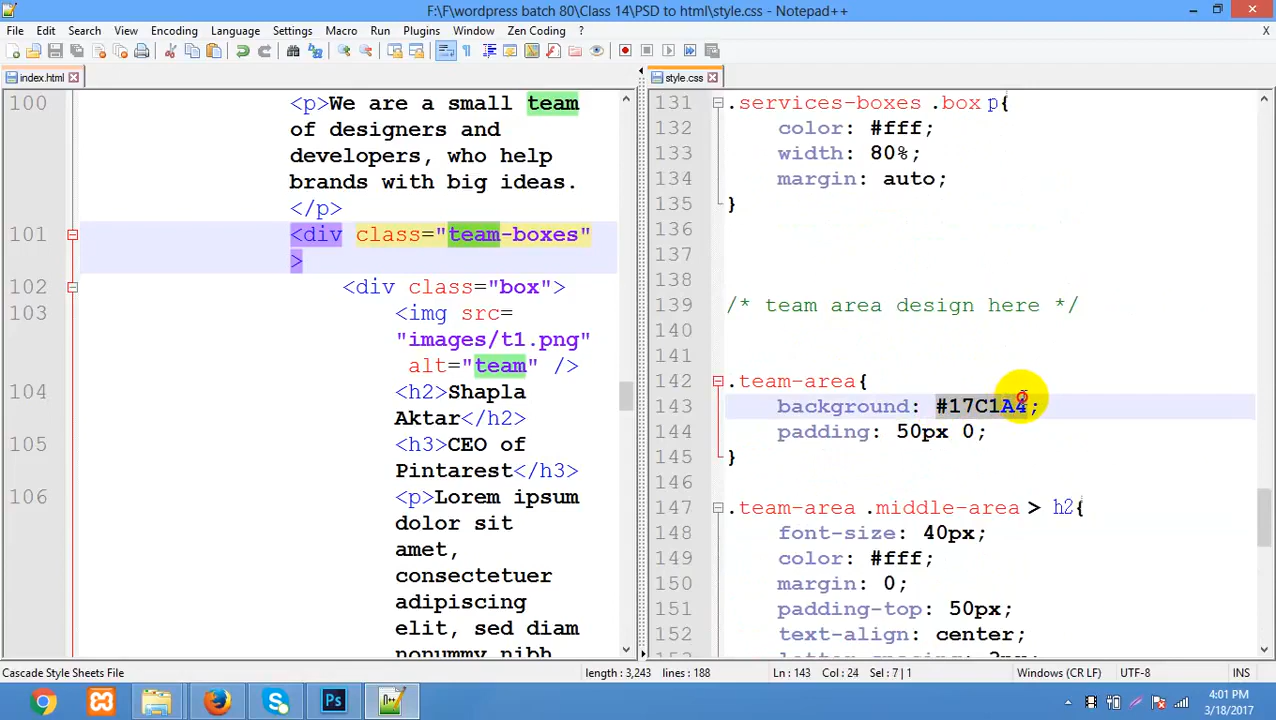 F:\F\wordpress batch 80\Class 14\PSD to html\style.css - Notepad++
File Edit Search View Encoding Language Settings Macro Run Plugins Window Zen Coding ? X
index.html
100 <p>We are a small team
of designers and
developers, who help
brands with big ideas.
</p>
101 <div class="team-boxes"
>
102 <div class="box">
103 <img src=
"images/t1.png"
alt="team" />
104 <h2>Shapla
Aktar</h2>
105 <h3>CEO of
Pintarest</h3>
106 <p>Lorem ipsum
dolor sit
amet,
consectetuer
adipiscing
elit, sed diam
nonummy nibh
style.css
131 .services-boxes .box p{
132 color: #fff;
133 width: 80%;
134 margin: auto;
135 }
136
137
138
139 /* team area design here */
140
141
142 .team-area{
143 background: #17C1A4;
144 padding: 50px 0;
145 }
146
147 .team-area .middle-area > h2{
148 font-size: 40px;
149 color: #fff;
150 margin: 0;
151 padding-top: 50px;
152 text-align: center;
153 letter-spacing: 2px;
Cascade Style Sheets File length : 3,243 lines : 188 Ln : 143 Col : 24 Sel : 7 | 1 Windows (CR LF) UTF-8 INS
Ps
4:01 PM
3/18/2017